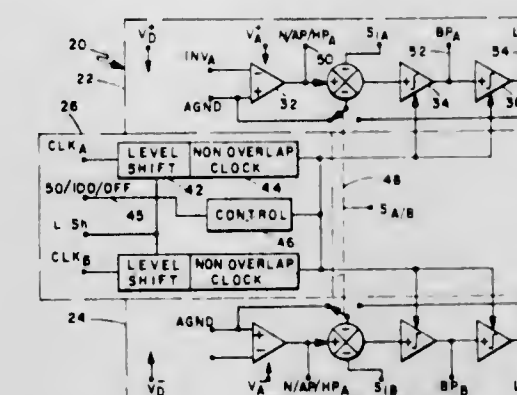 20 V_D^+ V_A^+ N/AP/HP_A S_1A BP_A L
22 INV_A 50 52 54
AGND 32 34 36
26
CLK_A LEVEL SHIFT NON OVERLAP CLOCK
42 44 48
50/100/OFF
45 CONTROL S_A/B
L Sh 46
CLK_B LEVEL SHIFT NON OVERLAP CLOCK
24 AGND
V_D^- V_A^- N/AP/HP_A S_1B BP_B L